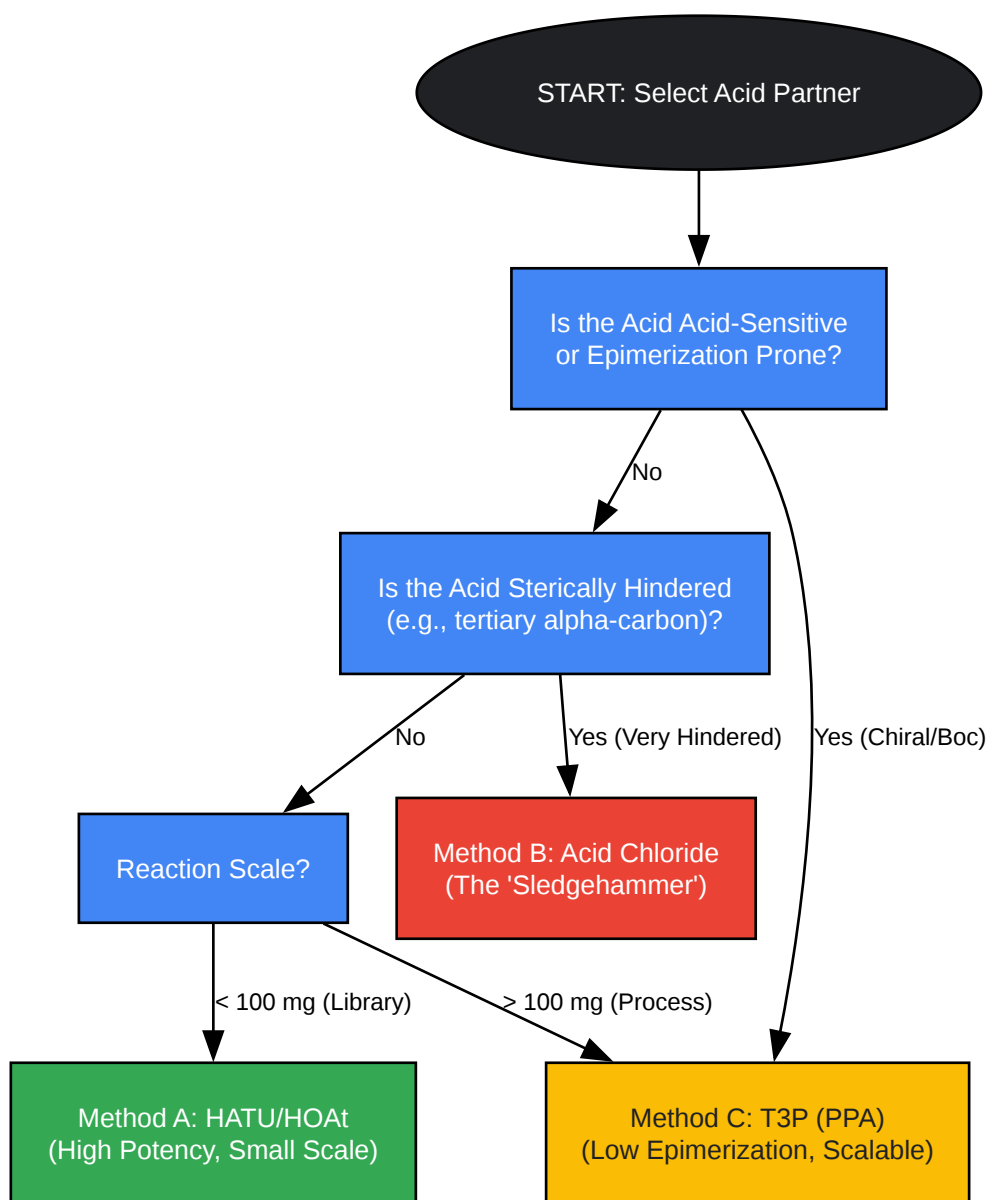 START: Select Acid Partner
Is the Acid Acid-Sensitive
or Epimerization Prone?
No
Is the Acid Sterically Hindered
(e.g., tertiary alpha-carbon)?
No
Yes (Very Hindered)
Yes (Chiral/Boc)
Reaction Scale?
Method B: Acid Chloride
(The 'Sledgehammer')
< 100 mg (Library)
> 100 mg (Process)
Method A: HATU/HOAt
(High Potency, Small Scale)
Method C: T3P (PPA)
(Low Epimerization, Scalable)